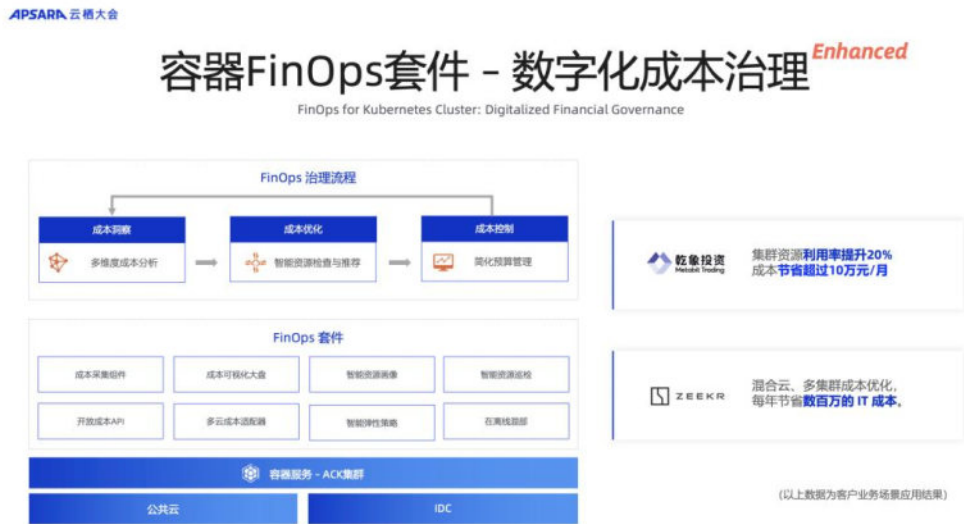 APSARA 云栖大会
容器FinOps套件 – 数字化成本治理
Enhanced
FinOps for Kubernetes Cluster: Digitalized Financial Governance
FinOps 治理流程
成本洞察
成本优化
成本控制
多维度成本分析
智能资源检查与推荐
简化预算管理
FinOps 套件
成本采集组件
成本可视化大盘
智能资源画像
智能资源巡检
开放成本API
多云成本适配器
智能弹性策略
在离线混部
容器服务 – ACK集群
公共云
IDC
乾象投资
Metabit Trading
集群资源利用率提升20%
成本节省超过10万元/月
ZEEKR
混合云、多集群成本优化,
每年节省数百万的 IT 成本。
(以上数据为客户业务场景应用结果)